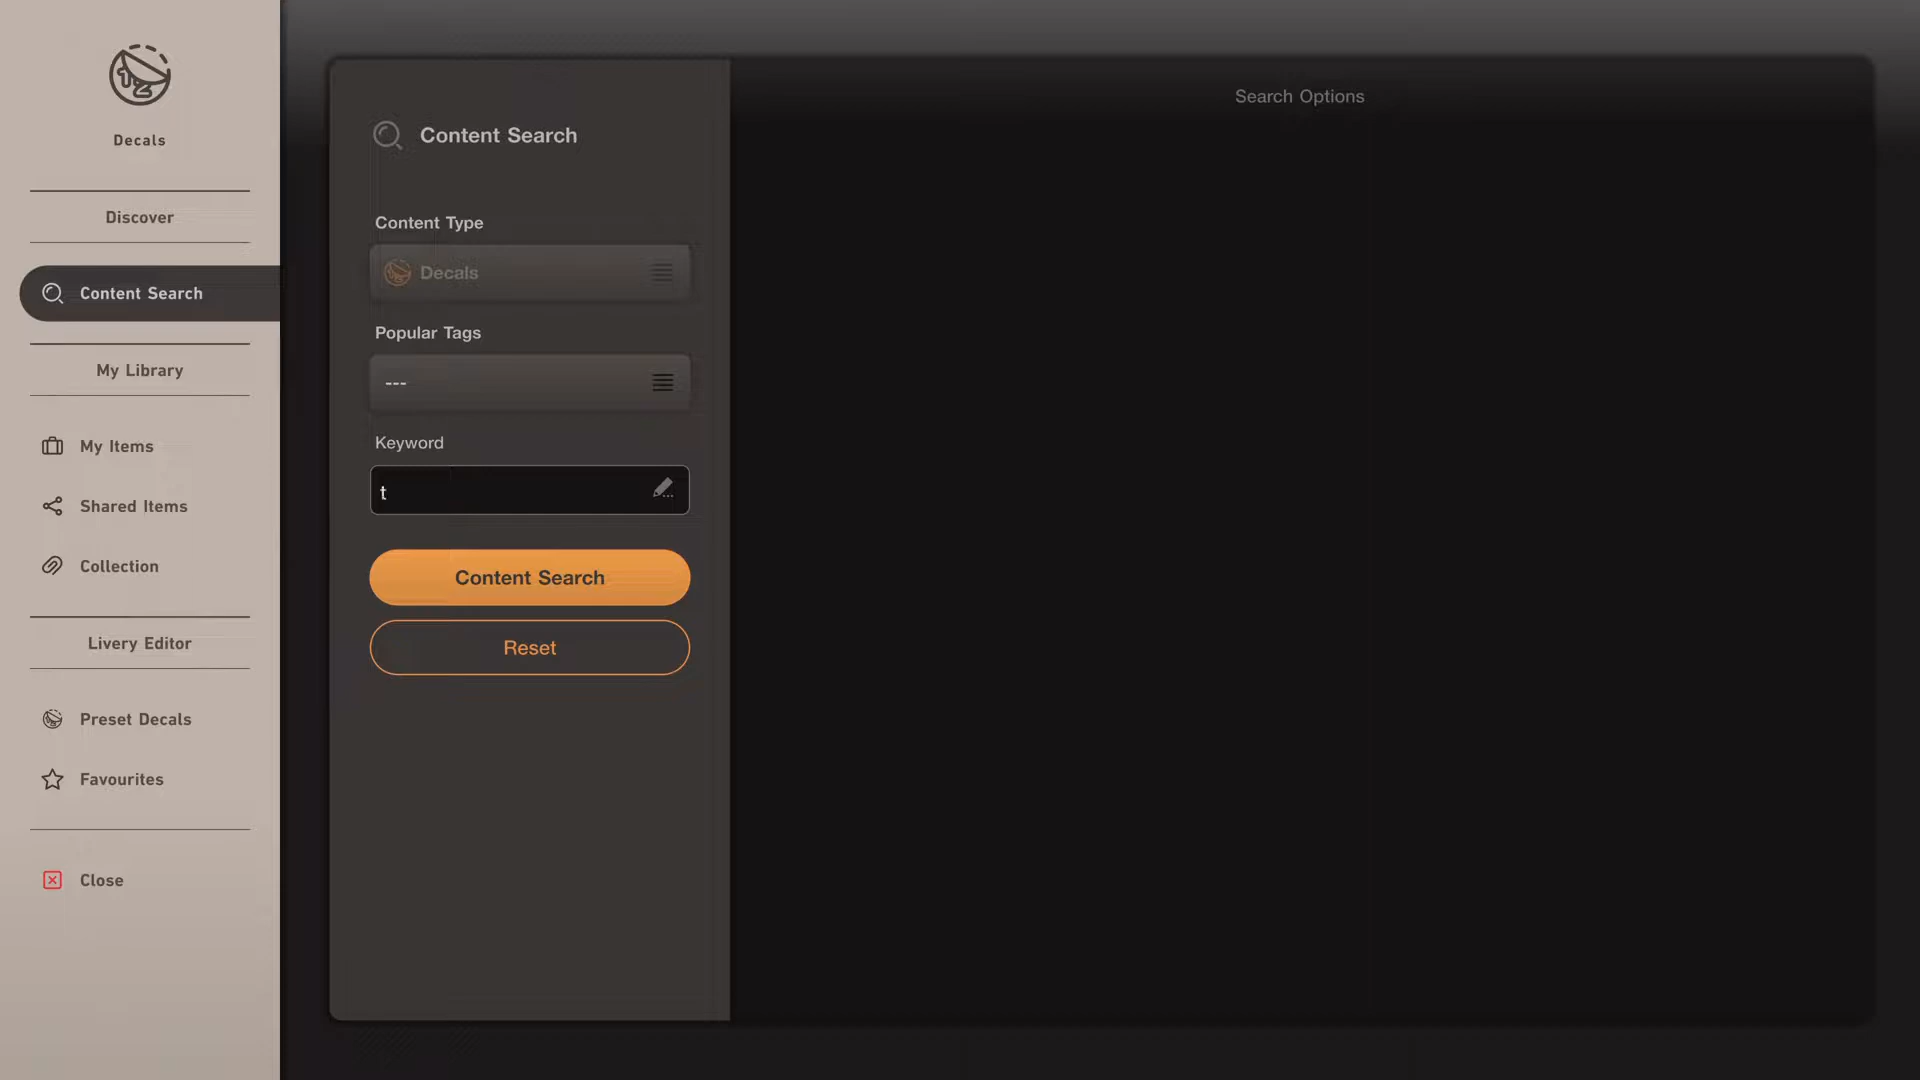 Decals
Discover
Content Search
My Library
My Items
Shared Items
Collection
Livery Editor
Preset Decals
Favourites
Close
Content Search
Content Type
Decals
Popular Tags
---
Keyword
t
Content Search
Reset
Search Options